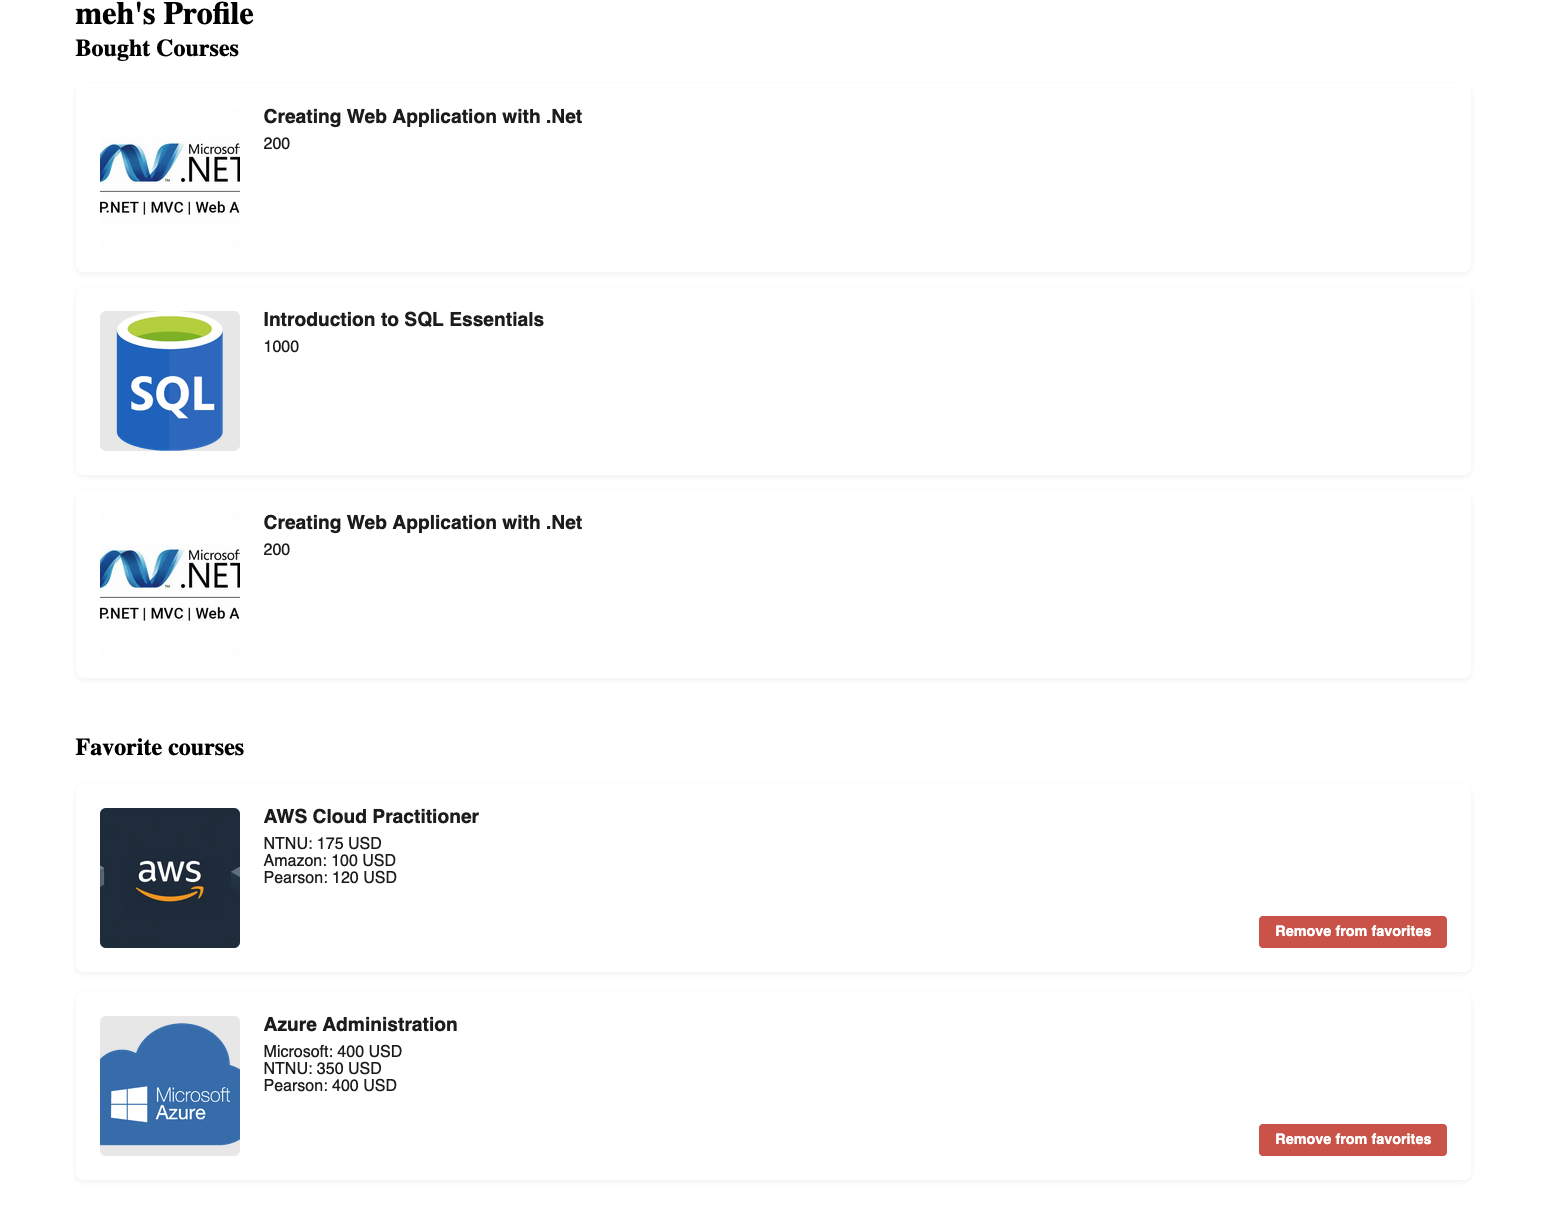 meh's Profile
Bought Courses
Creating Web Application with .Net
200
Microsof
.NET
P.NET | MVC | Web A
Introduction to SQL Essentials
1000
SQL
Creating Web Application with .Net
200
Microsof
.NET
P.NET | MVC | Web A
Favorite courses
AWS Cloud Practitioner
NTNU: 175 USD
Amazon: 100 USD
Pearson: 120 USD
aws
Remove from favorites
Azure Administration
Microsoft: 400 USD
NTNU: 350 USD
Pearson: 400 USD
Microsoft
Azure
Remove from favorites